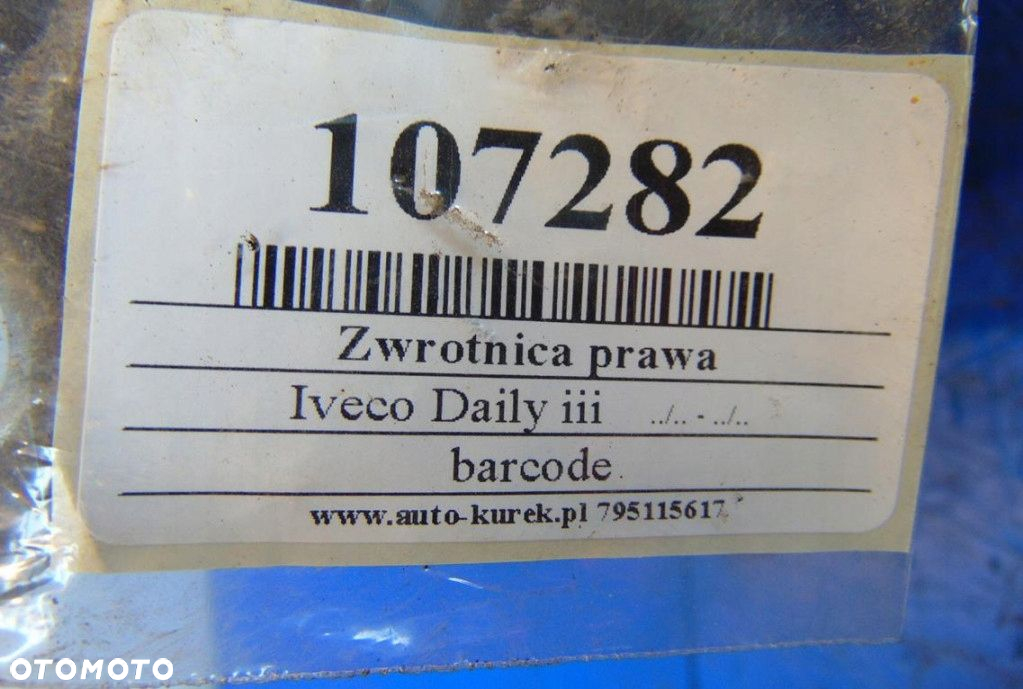 107282
Zwrotnica prawa
Iveco Daily iii ../.. - ../..
barcode
www.auto-kurek.pl 795115617
OTOMOTO